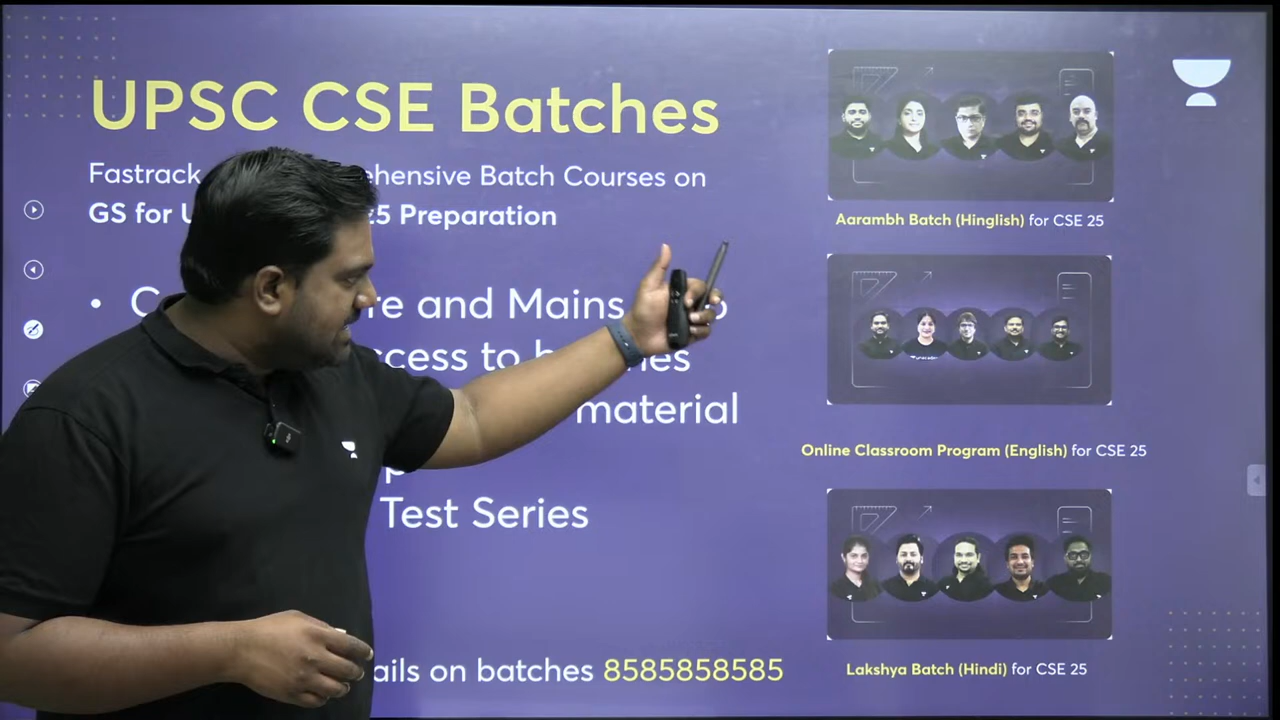 UPSC CSE Batches
Fastrack ehensive Batch Courses on
GS for 25 Preparation
• re and Mains
ccess to
material
Test Series
ails on batches 8585858585
Aarambh Batch (Hinglish) for CSE 25
Online Classroom Program (English) for CSE 25
Lakshya Batch (Hindi) for CSE 25